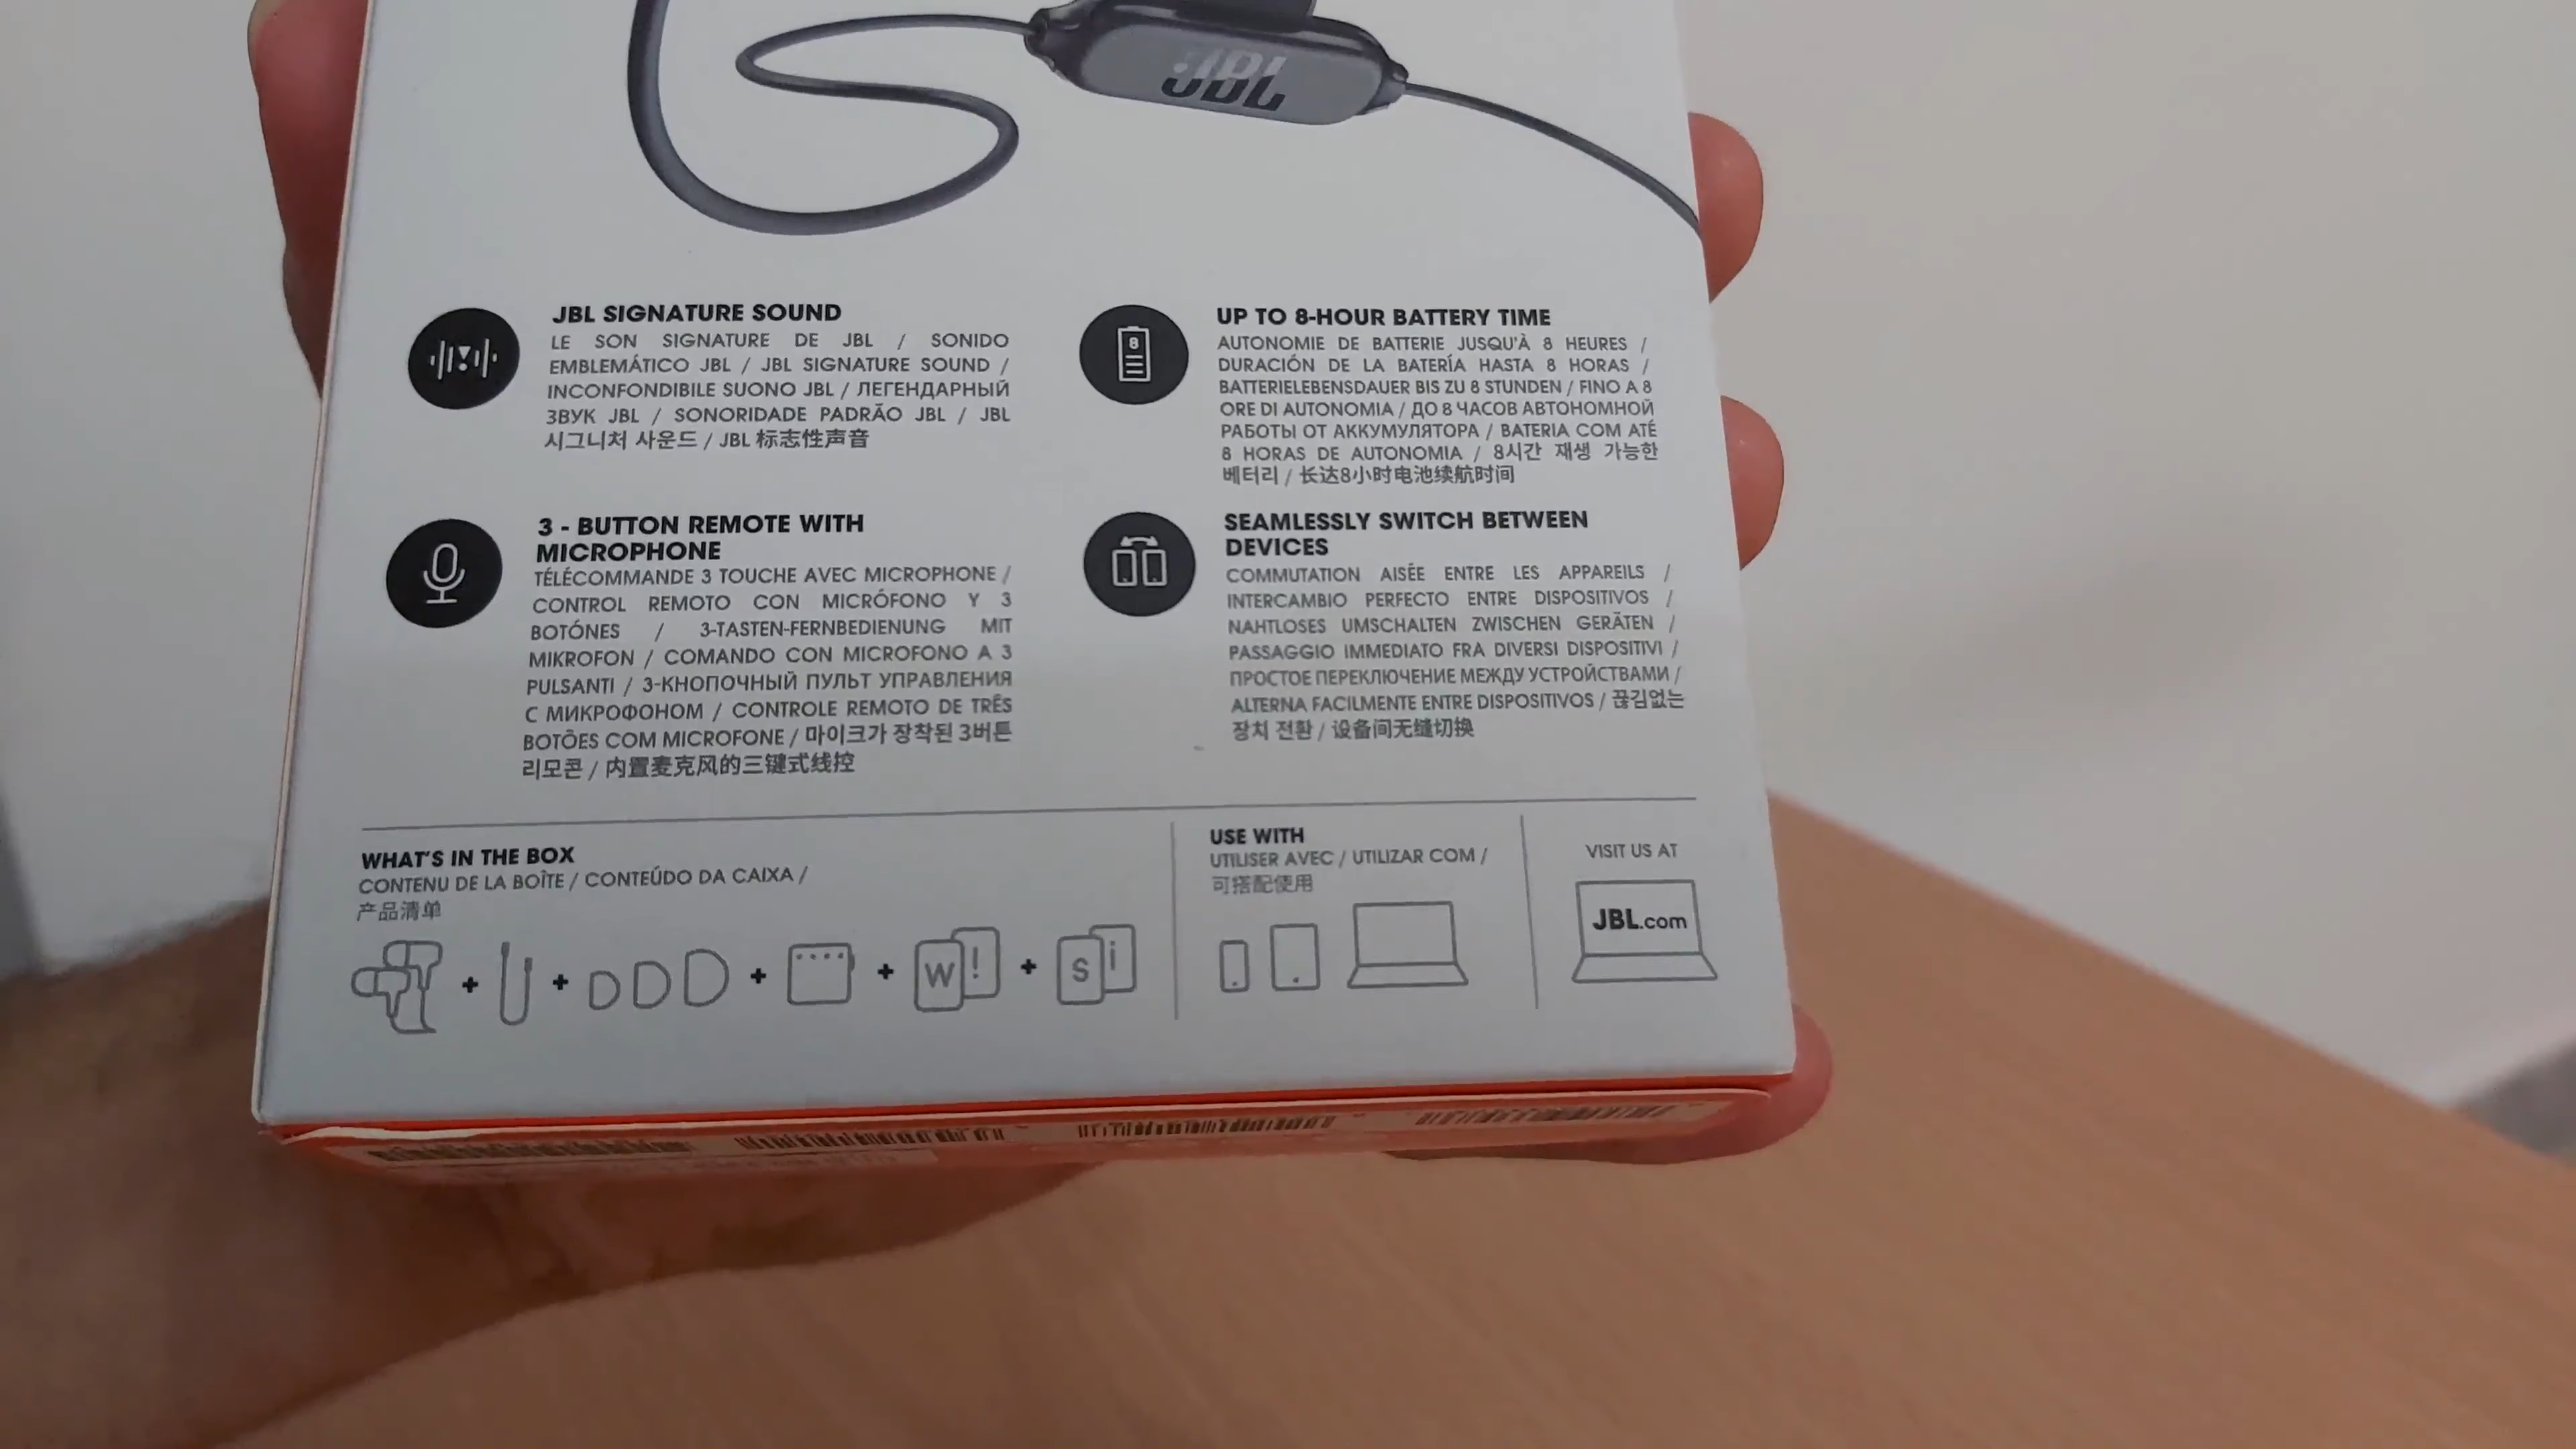 JBL
JBL SIGNATURE SOUND
LE SON SIGNATURE DE JBL / SONIDO
EMBLEMÁTICO JBL / JBL SIGNATURE SOUND /
INCONFONDIBILE SUONO JBL / ЛЕГЕНДАРНЫЙ
ЗВУК JBL / SONORIDADE PADRÃO JBL / JBL
시그니처 사운드 / JBL 标志性声音
UP TO 8-HOUR BATTERY TIME
8
AUTONOMIE DE BATTERIE JUSQU'À 8 HEURES /
DURACIÓN DE LA BATERÍA HASTA 8 HORAS /
BATTERIELEBENSDAUER BIS ZU 8 STUNDEN / FINO A 8
ORE DI AUTONOMIA / ДО 8 ЧАСОВ АВТОНОМНОЙ
РАБОТЫ ОТ АККУМУЛЯТОРА / BATERIA COM ATÉ
8 HORAS DE AUTONOMIA / 8시간 재생 가능한
베터리 / 长达8小时电池续航时间
3 - BUTTON REMOTE WITH
MICROPHONE
TÉLÉCOMMANDE 3 TOUCHE AVEC MICROPHONE /
CONTROL REMOTO CON MICRÓFONO Y 3
BOTÓNES / 3-TASTEN-FERNBEDIENUNG MIT
MIKROFON / COMANDO CON MICROFONO A 3
PULSANTI / 3-КНОПОЧНЫЙ ПУЛЬТ УПРАВЛЕНИЯ
С МИКРОФОНОМ / CONTROLE REMOTO DE TRÊS
BOTÕES COM MICROFONE / 마이크가 장착된 3버튼
리모콘 / 内置麦克风的三键式线控
SEAMLESSLY SWITCH BETWEEN
DEVICES
COMMUTATION AISÉE ENTRE LES APPAREILS /
INTERCAMBIO PERFECTO ENTRE DISPOSITIVOS /
NAHTLOSES UMSCHALTEN ZWISCHEN GERÄTEN /
PASSAGGIO IMMEDIATO FRA DIVERSI DISPOSITIVI /
ПРОСТОЕ ПЕРЕКЛЮЧЕНИЕ МЕЖДУ УСТРОЙСТВАМИ /
ALTERNA FACILMENTE ENTRE DISPOSITIVOS / 끊김없는
장치 전환 / 设备间无缝切换
WHAT'S IN THE BOX
CONTENU DE LA BOÎTE / CONTEÚDO DA CAIXA /
产品清单
+ + + + W ! + S i
USE WITH
UTILISER AVEC / UTILIZAR COM /
可搭配使用
VISIT US AT
JBL.com